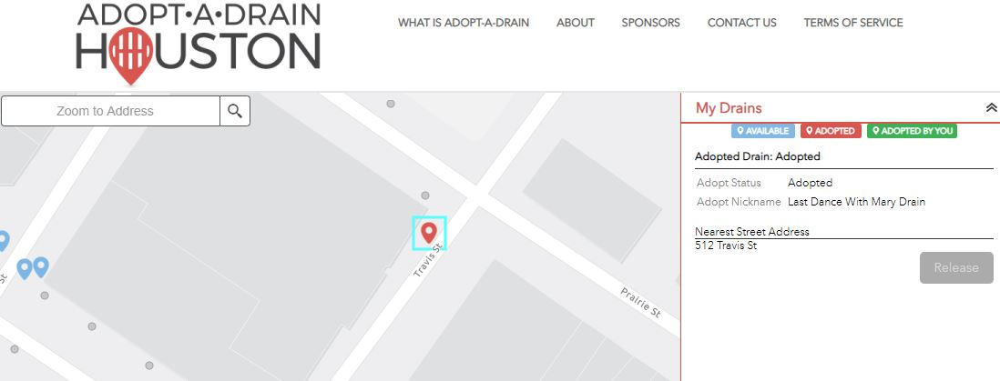 ADOPT•A•DRAIN
HOUSTON
WHAT IS ADOPT-A-DRAIN ABOUT SPONSORS CONTACT US TERMS OF SERVICE
Zoom to Address
My Drains
AVAILABLE ADOPTED ADOPTED BY YOU
Adopted Drain: Adopted
Adopt Status Adopted
Adopt Nickname Last Dance With Mary Drain
Nearest Street Address
512 Travis St
Release
Travis St
Prairie St
St